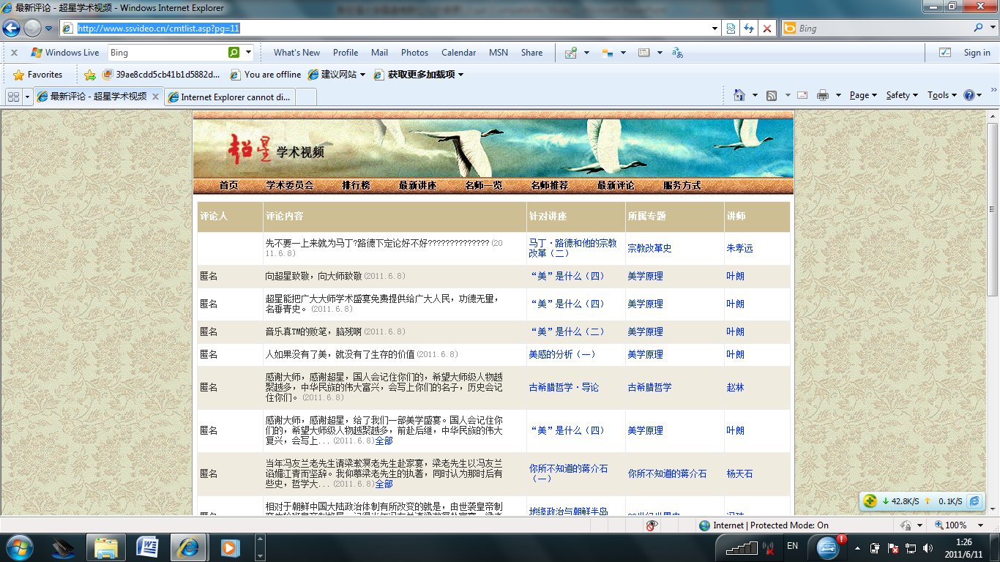 最新评论 - 超星学术视频 - Windows Internet Explorer
http://www.ssvideo.cn/cmtlist.asp?pg=11
Bing
Windows Live
Bing
What's New Profile Mail Photos Calendar MSN Share
Sign in
Favorites
39ae8cdd5cb41b1d5882d...
You are offline
建议网站
获取更多加载项
最新评论 - 超星学术视频
Internet Explorer cannot di...
Page Safety Tools
超星 学术视频
首页 学术委员会 排行榜 最新讲座 名师一览 名师推荐 最新评论 服务方式
评论人 评论内容 针对讲座 所属专题 讲师
先不要一上来就为马丁?路德下定论好不好?????????????? (20
11.6.8)
马丁·路德和他的宗教
改革（二）
宗教改革史
朱孝远
匿名 向超星致敬，向大师致敬 (2011.6.8) “美”是什么（四） 美学原理 叶朗
匿名
超星能把广大大师学术盛宴免费提供给广大人民，功德无量，
名垂青史。 (2011.6.8)
“美”是什么（四） 美学原理 叶朗
匿名 音乐真TM的败笔，脑残啊 (2011.6.8) “美”是什么（二） 美学原理 叶朗
匿名 人如果没有了美，就没有了生存的价值 (2011.6.8) 美感的分析（一） 美学原理 叶朗
匿名
感谢大师，感谢超星，国人会记住你们的，希望大师级人物越
聚越多，中华民族的伟大富兴，会写上你们的名子，历史会记
住你们。 (2011.6.8)
古希腊哲学·导论 古希腊哲学 赵林
匿名
感谢大师，感谢超星，给了我们一部美学盛宴。国人会记住你
们的，希望大师级人物越聚越多，前赴后继，中华民族的伟大
复兴，会写上... (2011.6.8)全部
“美”是什么（四） 美学原理 叶朗
匿名
当年冯友兰老先生请梁漱溟老先生赴家宴，梁老先生以冯友兰
谄媚江青而坚辞。我仰慕梁老先生的执著，同时认为那时后有
些史，哲学大... (2011.6.8)全部
你所不知道的蒋介石
（一）
你所不知道的蒋介石 杨天石
相对于朝鲜中国大陆政治体制有所改变的就是，由世袭皇帝制
地缘政治与朝鲜半岛
42.8K/S 0.1K/S
Internet | Protected Mode: On
100%
EN
1:26
2011/6/11